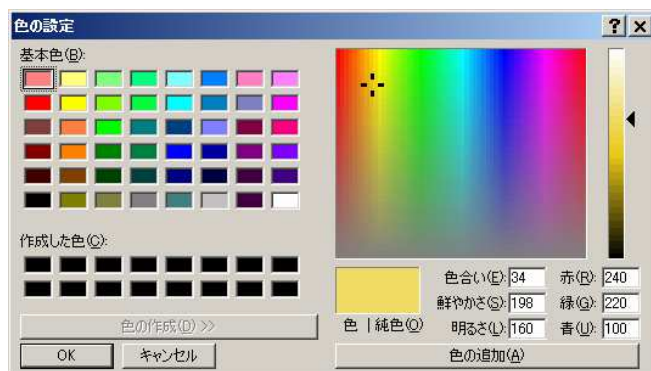 色の設定
基本色(B):
作成した色(C):
色の作成(D) >>
OK キャンセル
色合い(E): 34 赤(R): 240
鮮やかさ(S): 198 緑(G): 220
色 | 純色(O) 明るさ(L): 160 青(U): 100
色の追加(A)